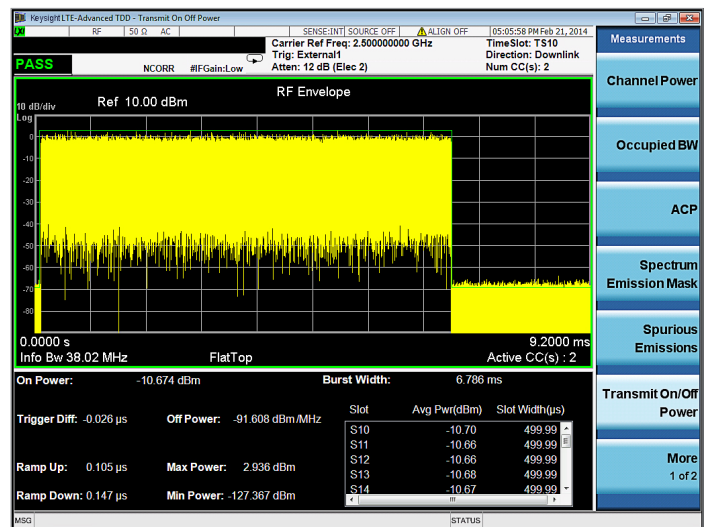 Keysight LTE-Advanced TDD - Transmit On Off Power
LXI RF 50 Ω AC SENSE:INT SOURCE OFF ALIGN OFF 05:05:58 PM Feb 21, 2014
Carrier Ref Freq: 2.500000000 GHz TimeSlot: TS10
Trig: External1 Direction: Downlink
PASS NCORR #IFGain:Low Atten: 12 dB (Elec 2) Num CC(s): 2
RF Envelope
10 dB/div Ref 10.00 dBm
Log
0
-10
-20
-30
-40
-50
-60
-70
-80
0.0000 s 9.2000 ms
Info Bw 38.02 MHz FlatTop Active CC(s) : 2
On Power: -10.674 dBm Burst Width: 6.786 ms
Trigger Diff: -0.026 µs Off Power: -91.608 dBm/MHz
Ramp Up: 0.105 µs Max Power: 2.936 dBm
Ramp Down: 0.147 µs Min Power: -127.367 dBm
Slot Avg Pwr(dBm) Slot Width(µs)
S10 -10.70 499.99
S11 -10.66 499.99
S12 -10.66 499.99
S13 -10.68 499.99
S14 -10.67 499.99
MSG STATUS
Measurements
Channel Power
Occupied BW
ACP
Spectrum
Emission Mask
Spurious
Emissions
Transmit On/Off
Power
More
1 of 2